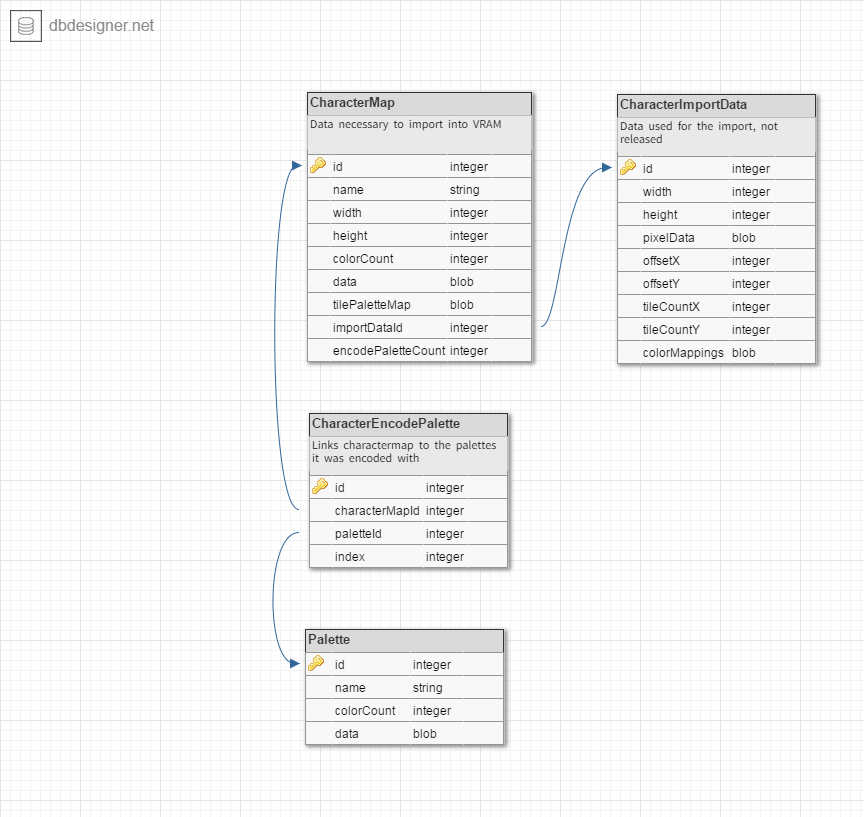 dbdesigner.net
CharacterMap
Data necessary to import into VRAM
id integer
name string
width integer
height integer
colorCount integer
data blob
tilePaletteMap blob
importDataId integer
encodePaletteCount integer
CharacterImportData
Data used for the import, not
released
id integer
width integer
height integer
pixelData blob
offsetX integer
offsetY integer
tileCountX integer
tileCountY integer
colorMappings blob
CharacterEncodePalette
Links charactermap to the palettes
it was encoded with
id integer
characterMapId integer
paletteId integer
index integer
Palette
id integer
name string
colorCount integer
data blob